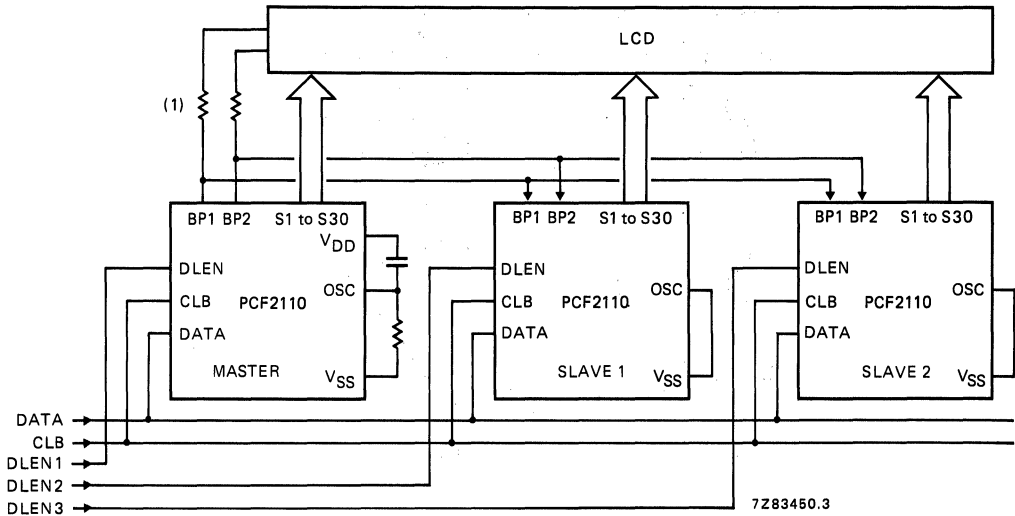 LCD
(1)
BP1 BP2 S1 to S30
VDD
DLEN
OSC
CLB
PCF2110
DATA
MASTER
VSS
BP1 BP2 S1 to S30
DLEN
OSC
CLB
PCF2110
DATA
SLAVE 1
VSS
BP1 BP2 S1 to S30
DLEN
OSC
CLB
PCF2110
DATA
SLAVE 2
VSS
DATA
CLB
DLEN1
DLEN2
DLEN3
7Z83450.3